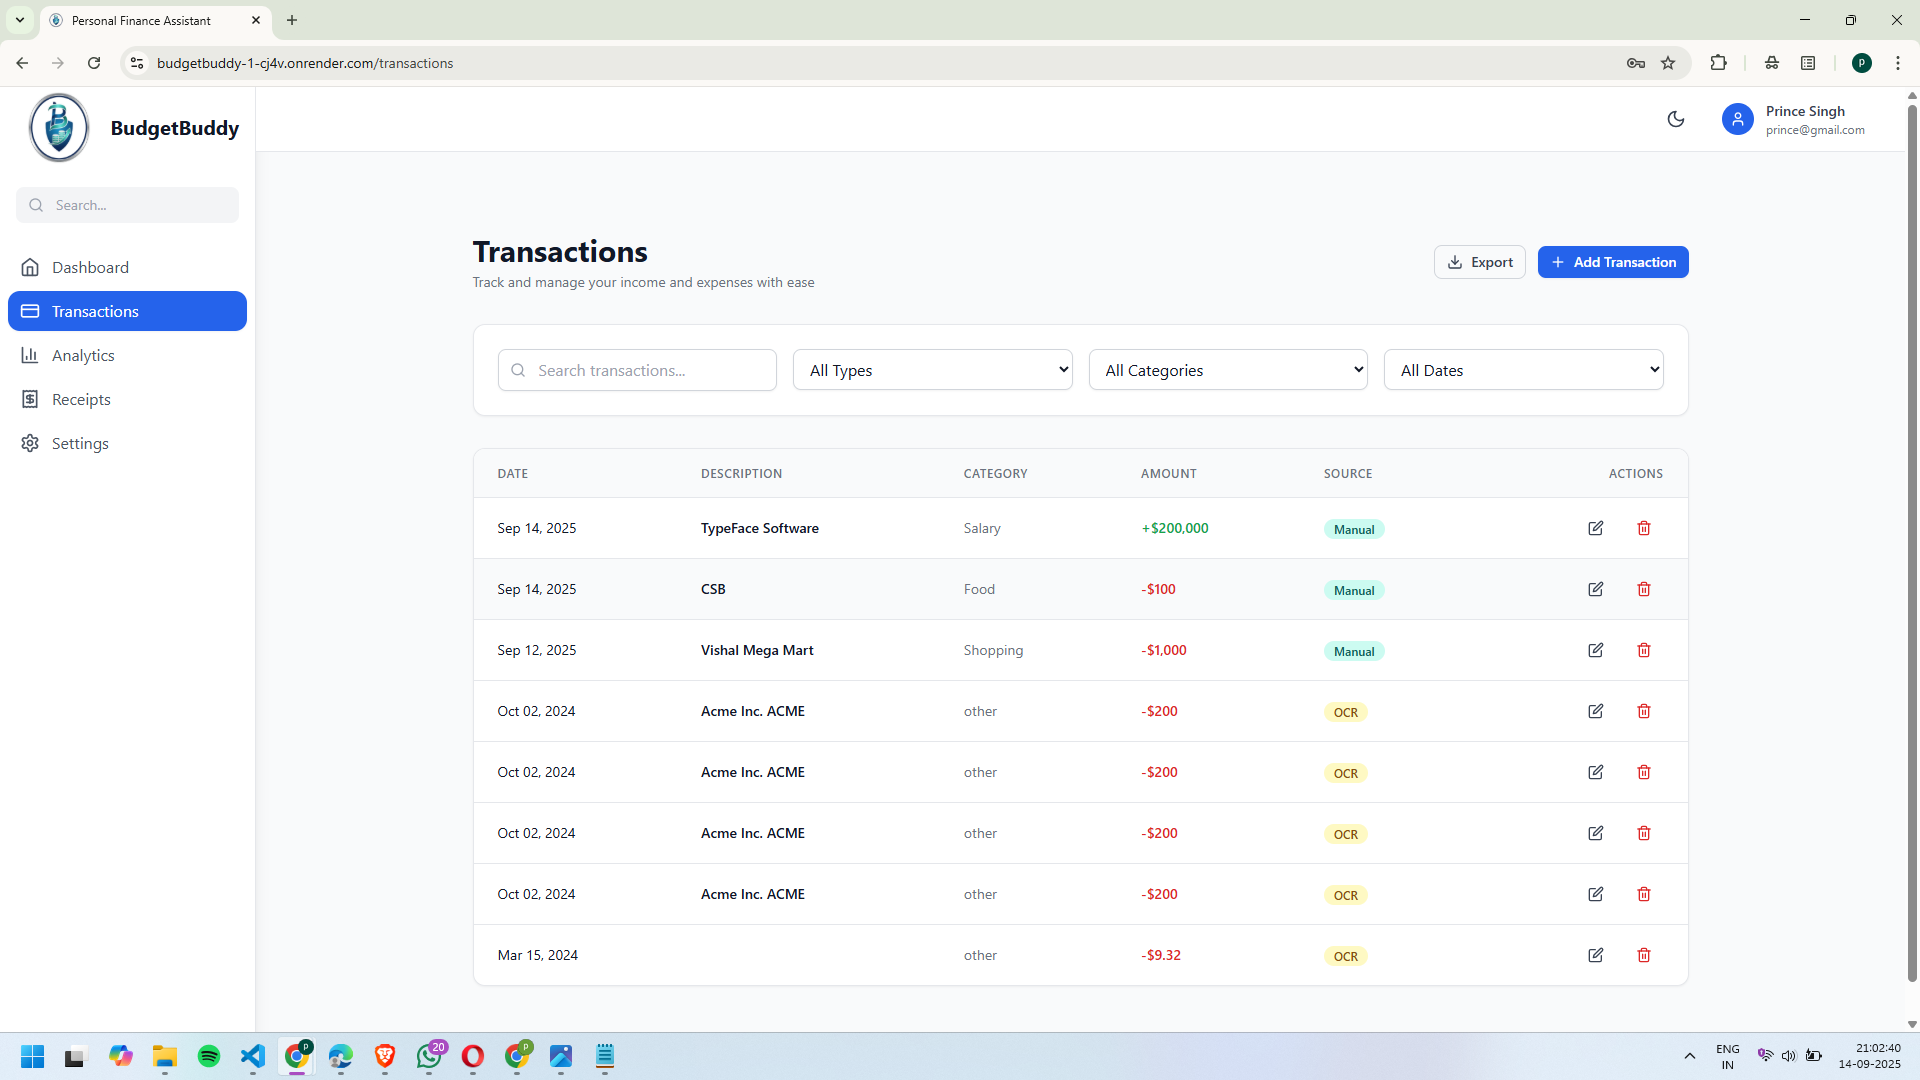 Personal Finance Assistant
budgetbuddy-1-cj4v.onrender.com/transactions
P
BudgetBuddy
Prince Singh
prince@gmail.com
Search...
Dashboard
Transactions
Analytics
Receipts
Settings
Transactions
Track and manage your income and expenses with ease
Export
Add Transaction
Search transactions...
All Types
All Categories
All Dates
DATE DESCRIPTION CATEGORY AMOUNT SOURCE ACTIONS
Sep 14, 2025 TypeFace Software Salary +$200,000 Manual
Sep 14, 2025 CSB Food -$100 Manual
Sep 12, 2025 Vishal Mega Mart Shopping -$1,000 Manual
Oct 02, 2024 Acme Inc. ACME other -$200 OCR
Oct 02, 2024 Acme Inc. ACME other -$200 OCR
Oct 02, 2024 Acme Inc. ACME other -$200 OCR
Oct 02, 2024 Acme Inc. ACME other -$200 OCR
Mar 15, 2024 other -$9.32 OCR
P
20
P
ENG
IN
21:02:40
14-09-2025